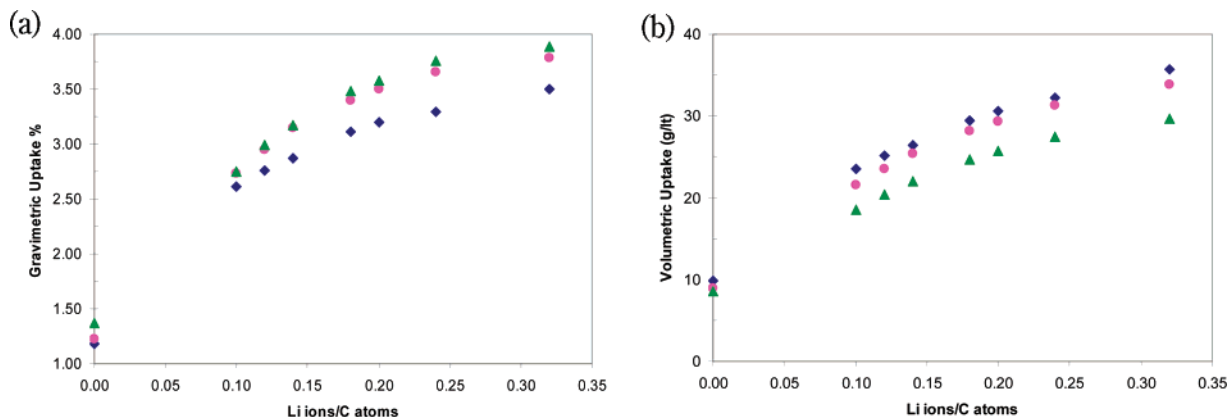 (a)
4.00
3.50
3.00
2.50
2.00
1.50
1.00
Gravimetric Uptake %
0.00 0.05 0.10 0.15 0.20 0.25 0.30 0.35
Li ions/C atoms
(b)
40
30
20
10
0
Volumetric Uptake (g/lt)
0.00 0.05 0.10 0.15 0.20 0.25 0.30 0.35
Li ions/C atoms